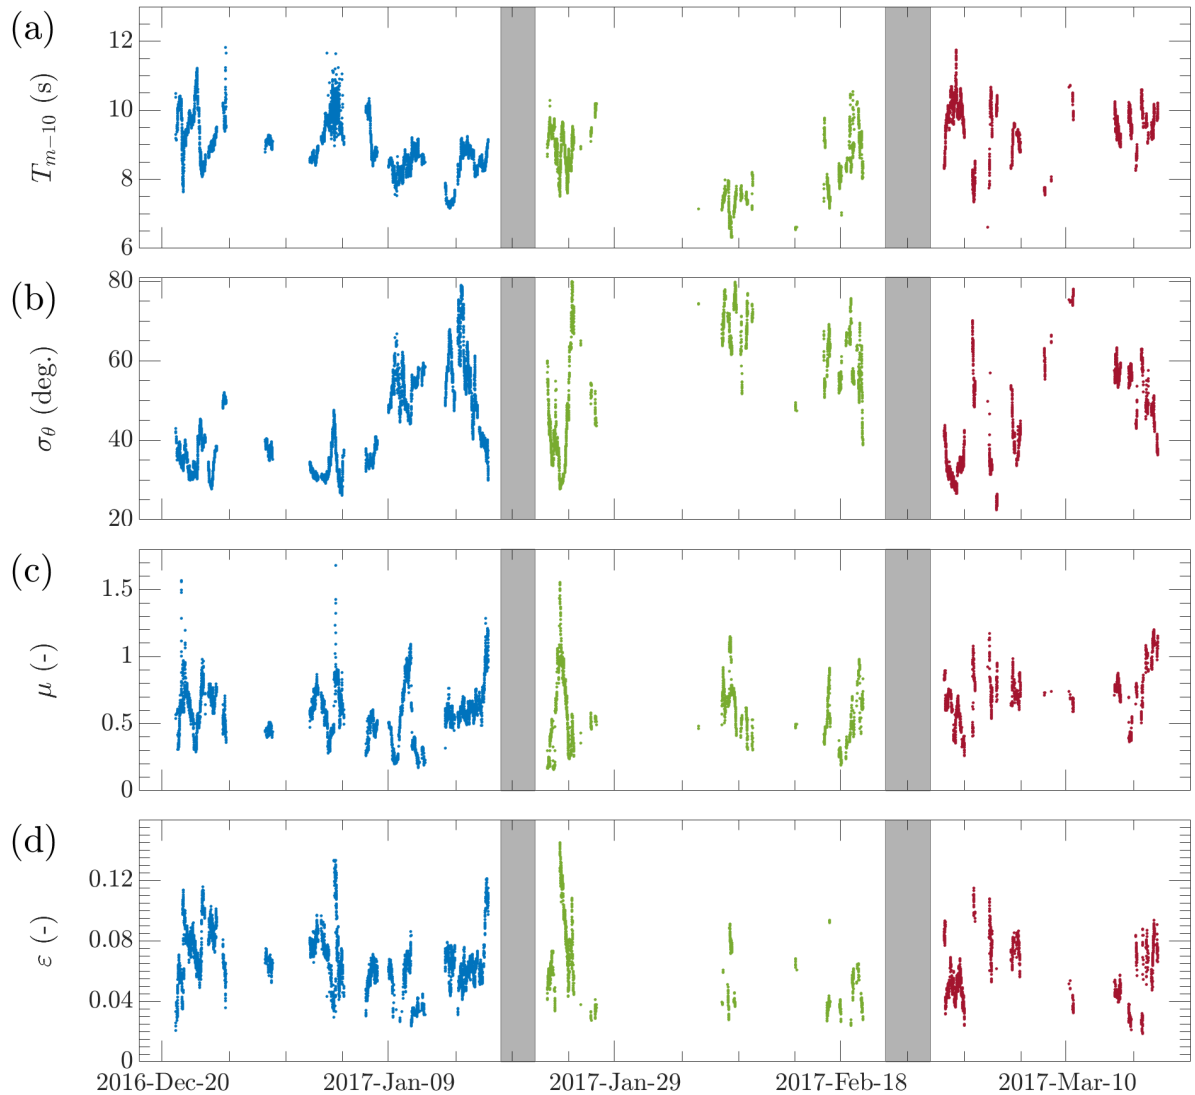 (a)
12
10
8
6
T_{m−10} (s)
(b)
80
60
40
20
σ_θ (deg.)
(c)
1.5
1
0.5
0
μ (-)
(d)
0.12
0.08
0.04
0
ε (-)
2016-Dec-20 2017-Jan-09 2017-Jan-29 2017-Feb-18 2017-Mar-10